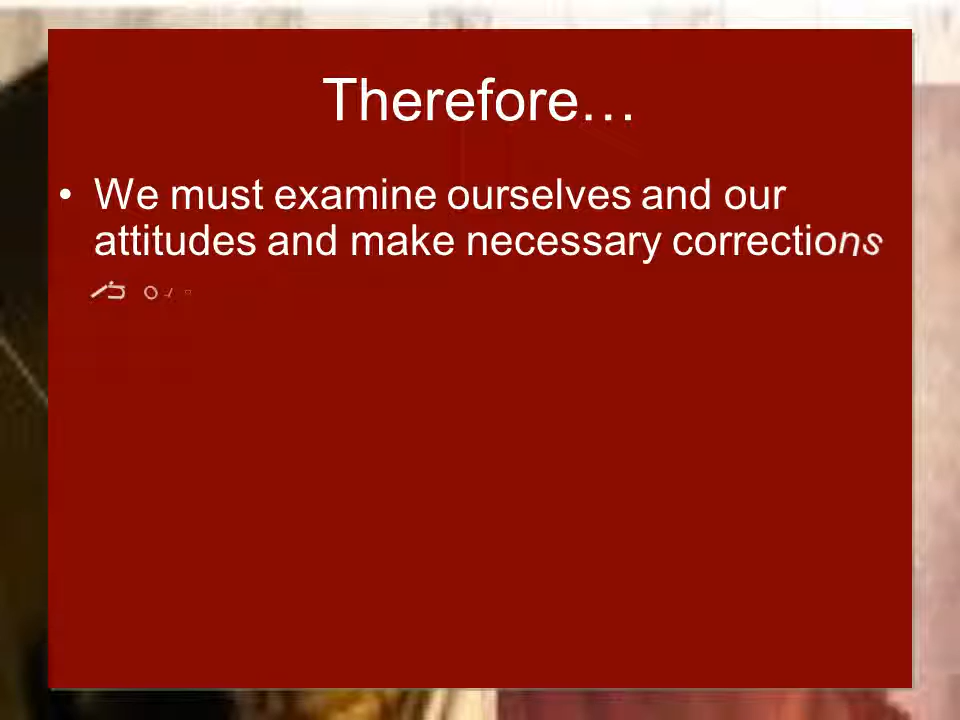 Therefore…
• We must examine ourselves and our
attitudes and make necessary corrections